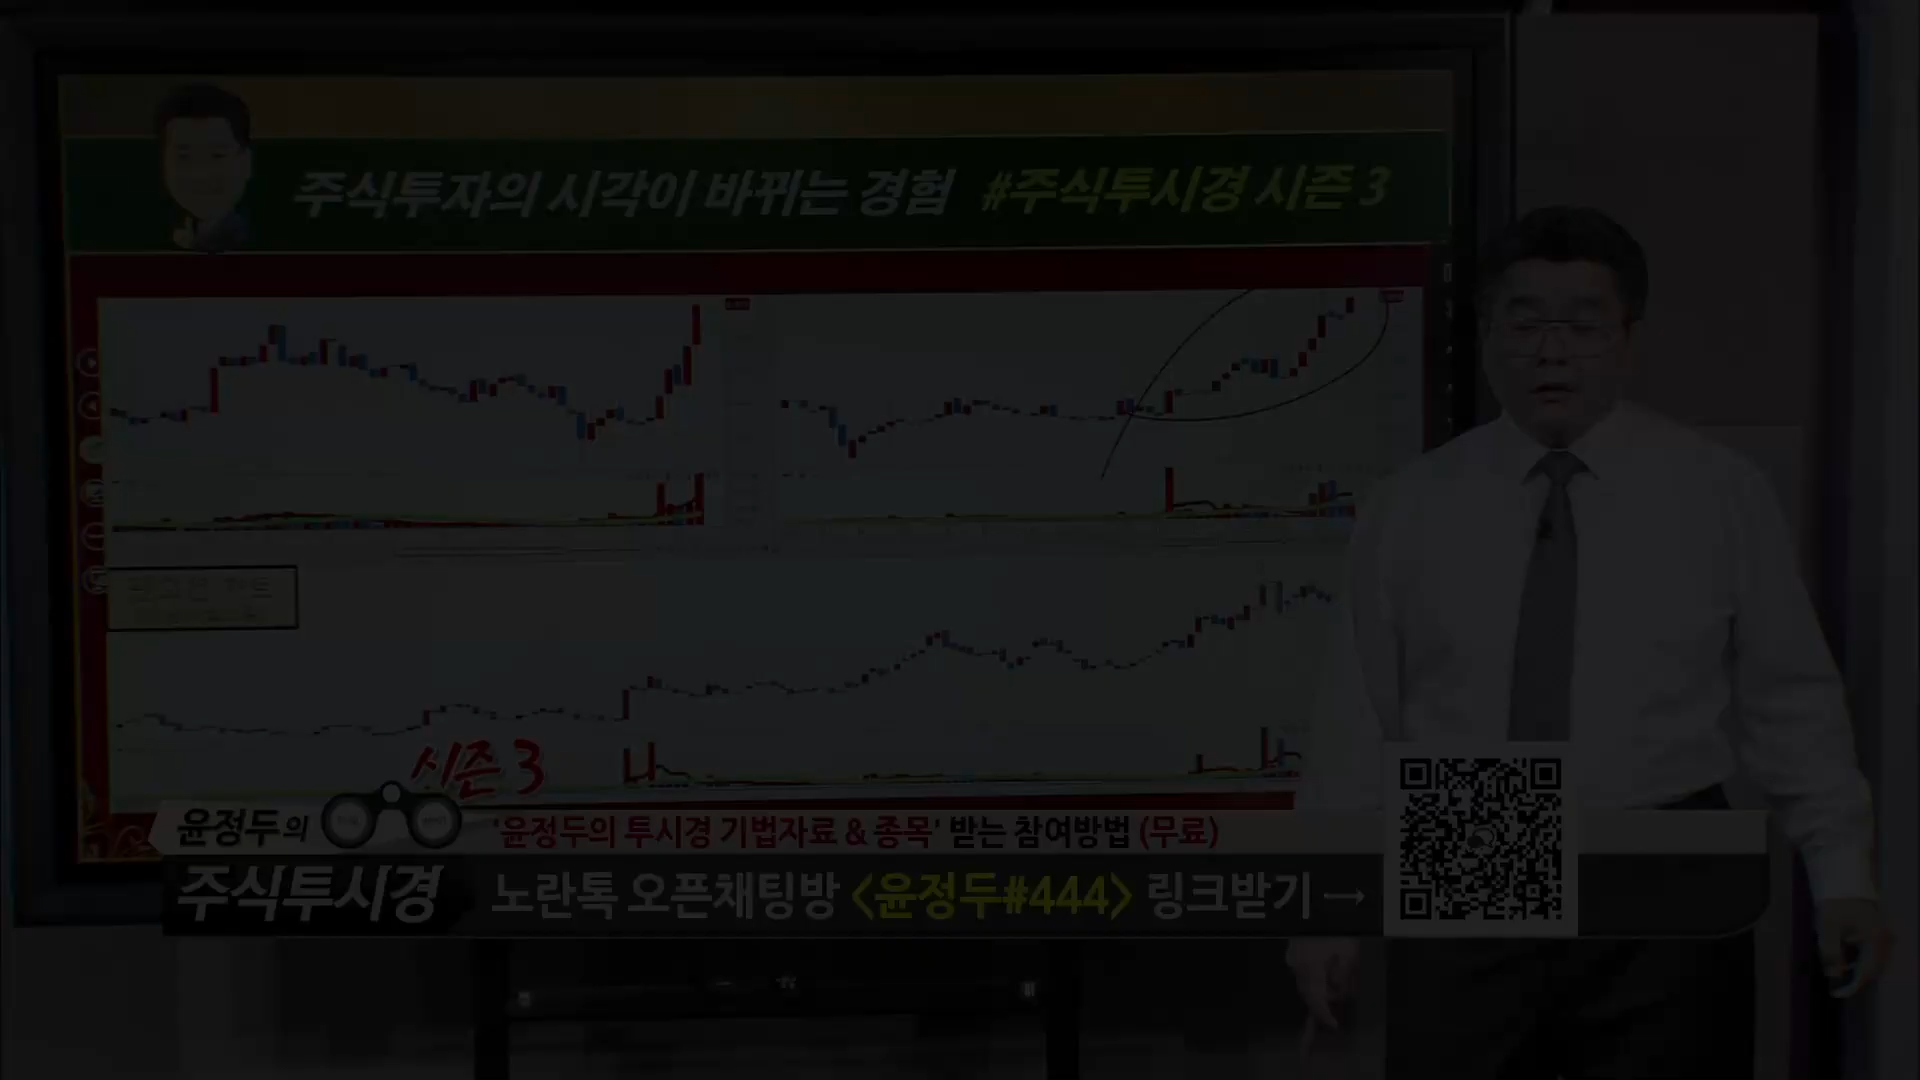 주식투자의 시각이 바뀌는 경험 #주식투시경 시즌 3
시즌 3
윤정두의
'윤정두의 투시경 기법자료 & 종목' 받는 참여방법 (무료)
주식투시경
노란톡 오픈채팅방 <윤정두#444> 링크받기 →